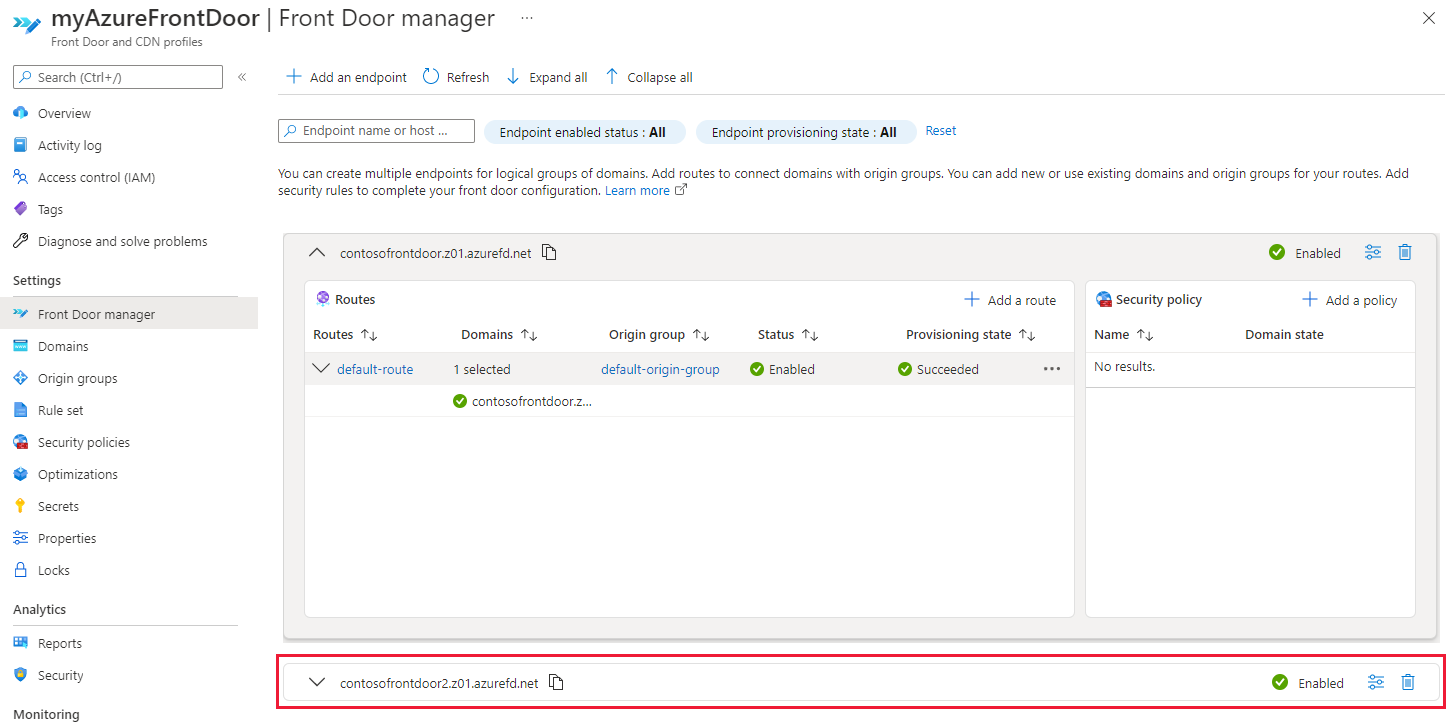 myAzureFrontDoor | Front Door manager ...
Front Door and CDN profiles
Search (Ctrl+/)
Overview
Activity log
Access control (IAM)
Tags
Diagnose and solve problems
Settings
Front Door manager
Domains
Origin groups
Rule set
Security policies
Optimizations
Secrets
Properties
Locks
Analytics
Reports
Security
Monitoring
Add an endpoint Refresh Expand all Collapse all
Endpoint name or host ... Endpoint enabled status : All Endpoint provisioning state : All Reset
You can create multiple endpoints for logical groups of domains. Add routes to connect domains with origin groups. You can add new or use existing domains and origin groups for your routes. Add
security rules to complete your front door configuration. Learn more
contosofrontdoor.z01.azurefd.net Enabled
Routes Add a route
Routes Domains Origin group Status Provisioning state
default-route 1 selected default-origin-group Enabled Succeeded
contosofrontdoor.z...
Security policy Add a policy
Name Domain state
No results.
contosofrontdoor2.z01.azurefd.net Enabled